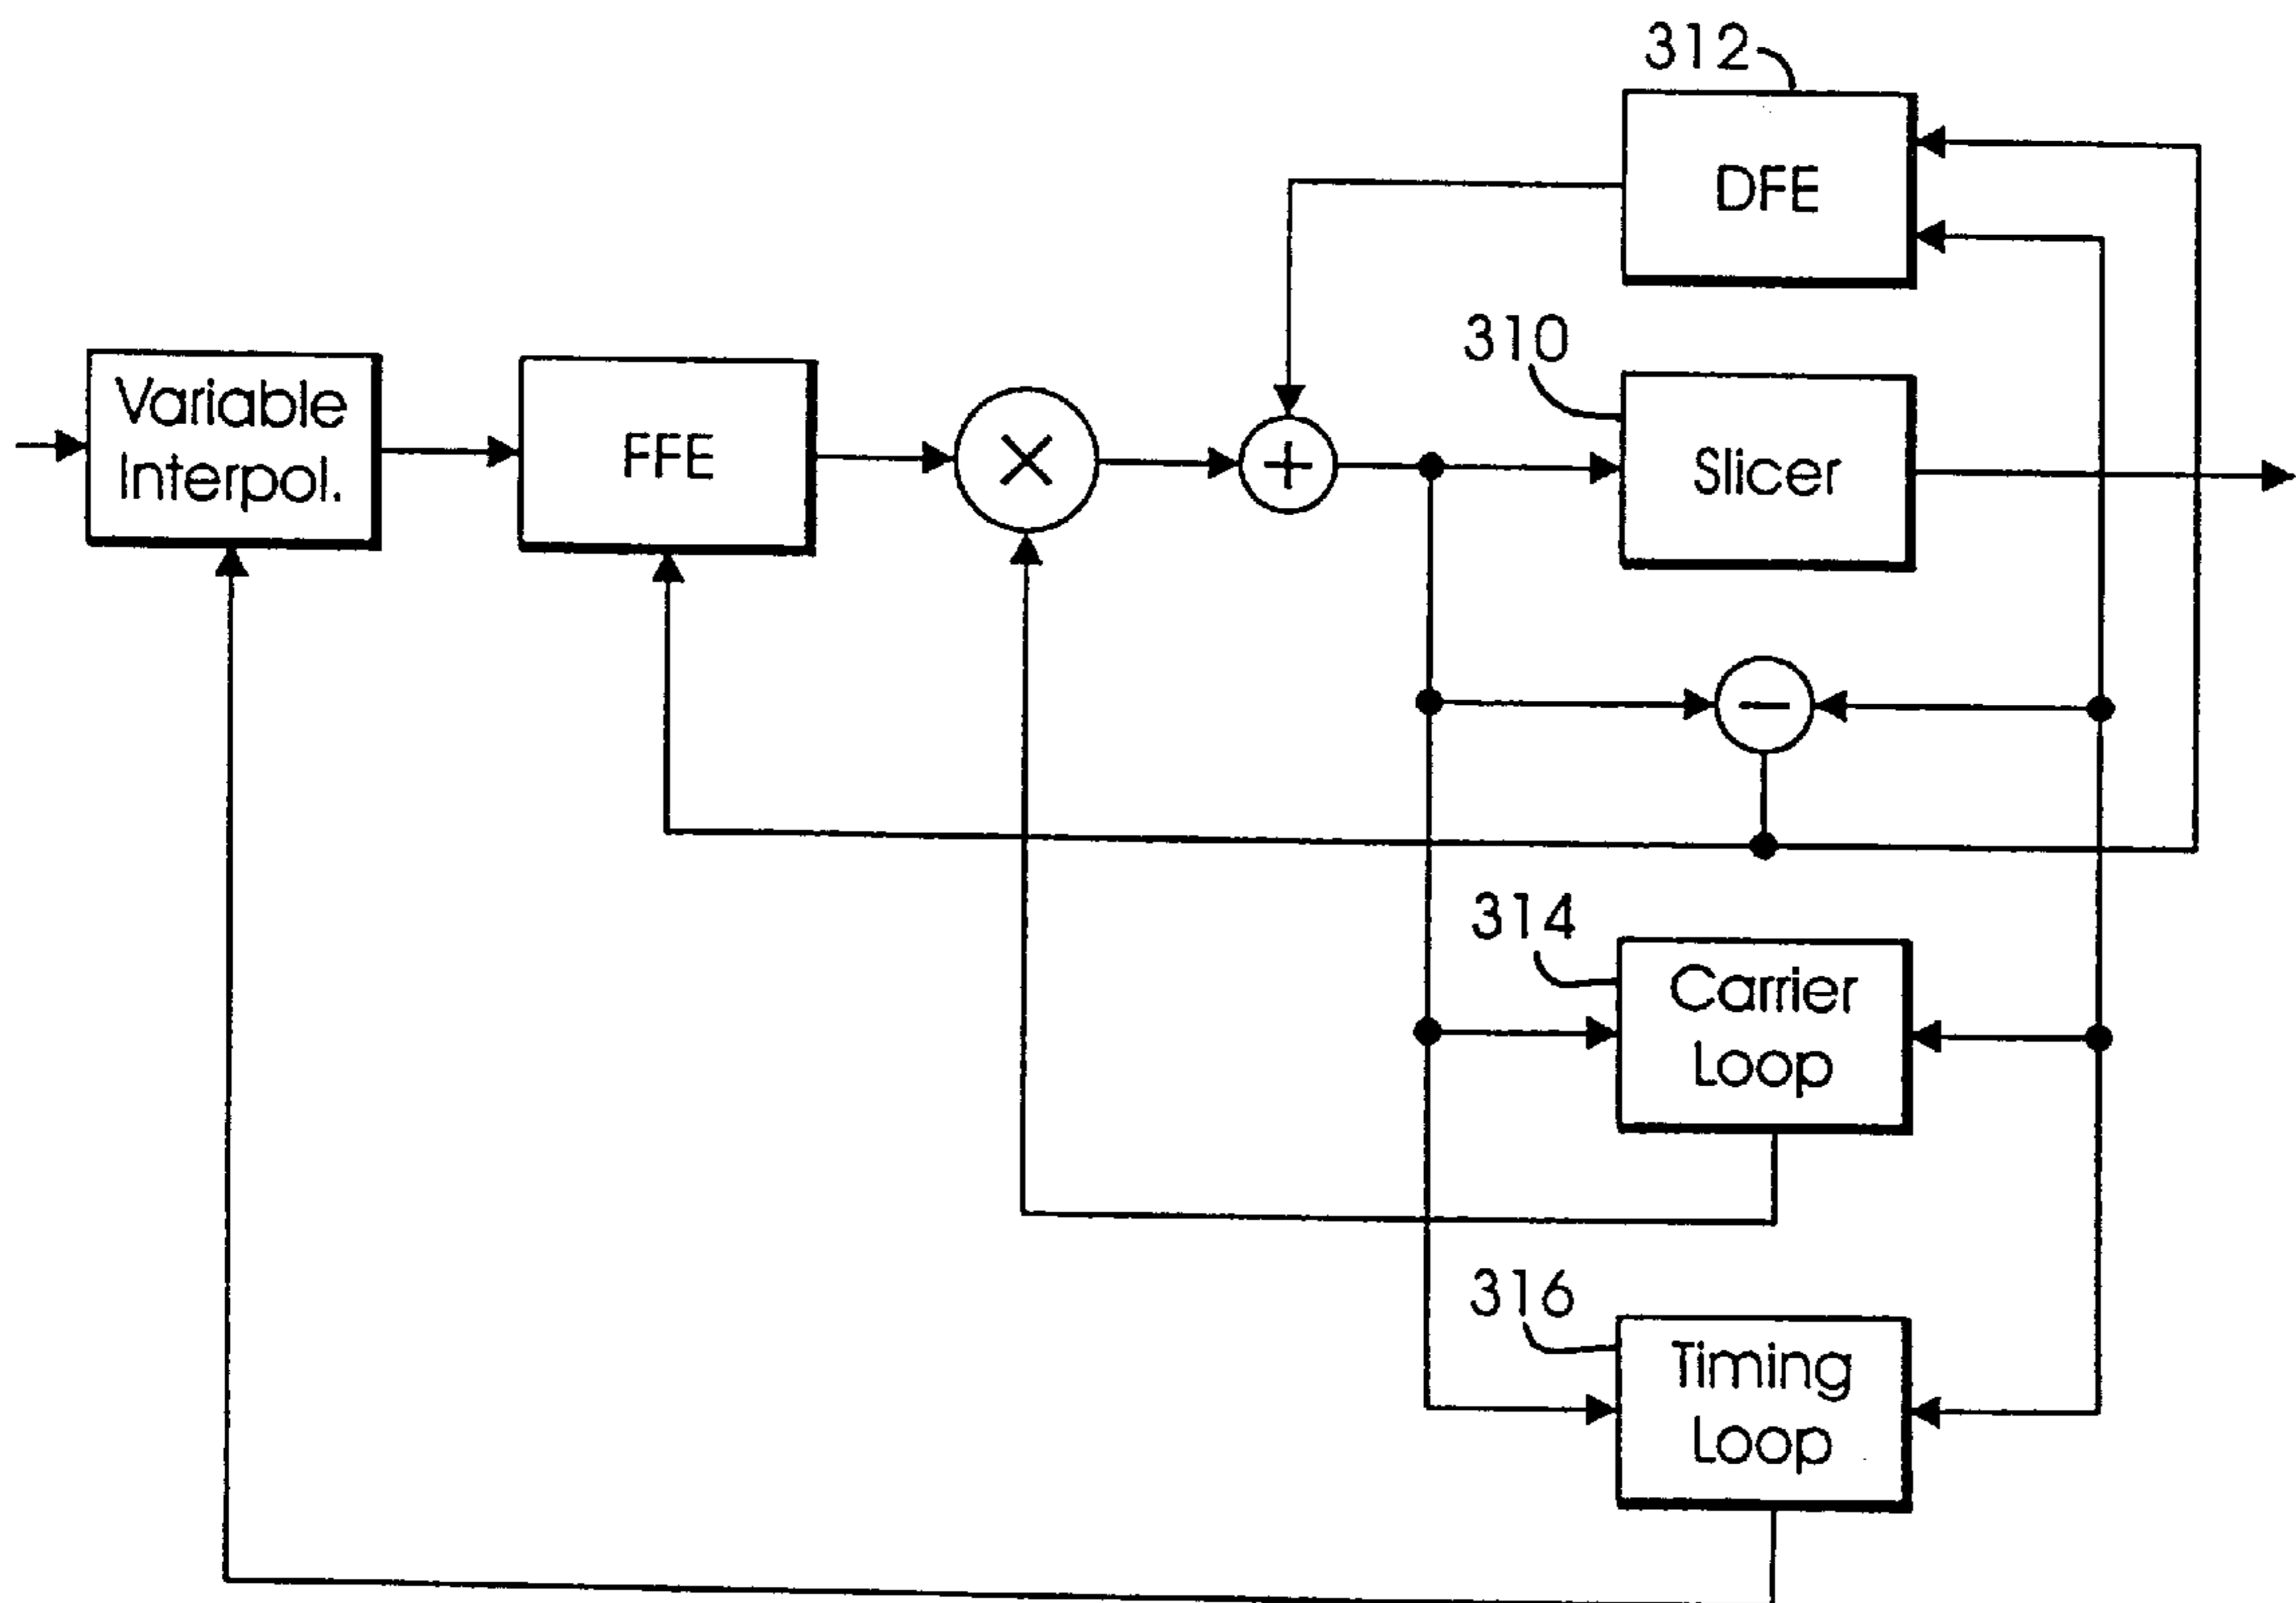 312
DFE
310
Variable
Interpol.
FFE
×
+
Slicer
−
314
Carrier
Loop
316
Timing
Loop